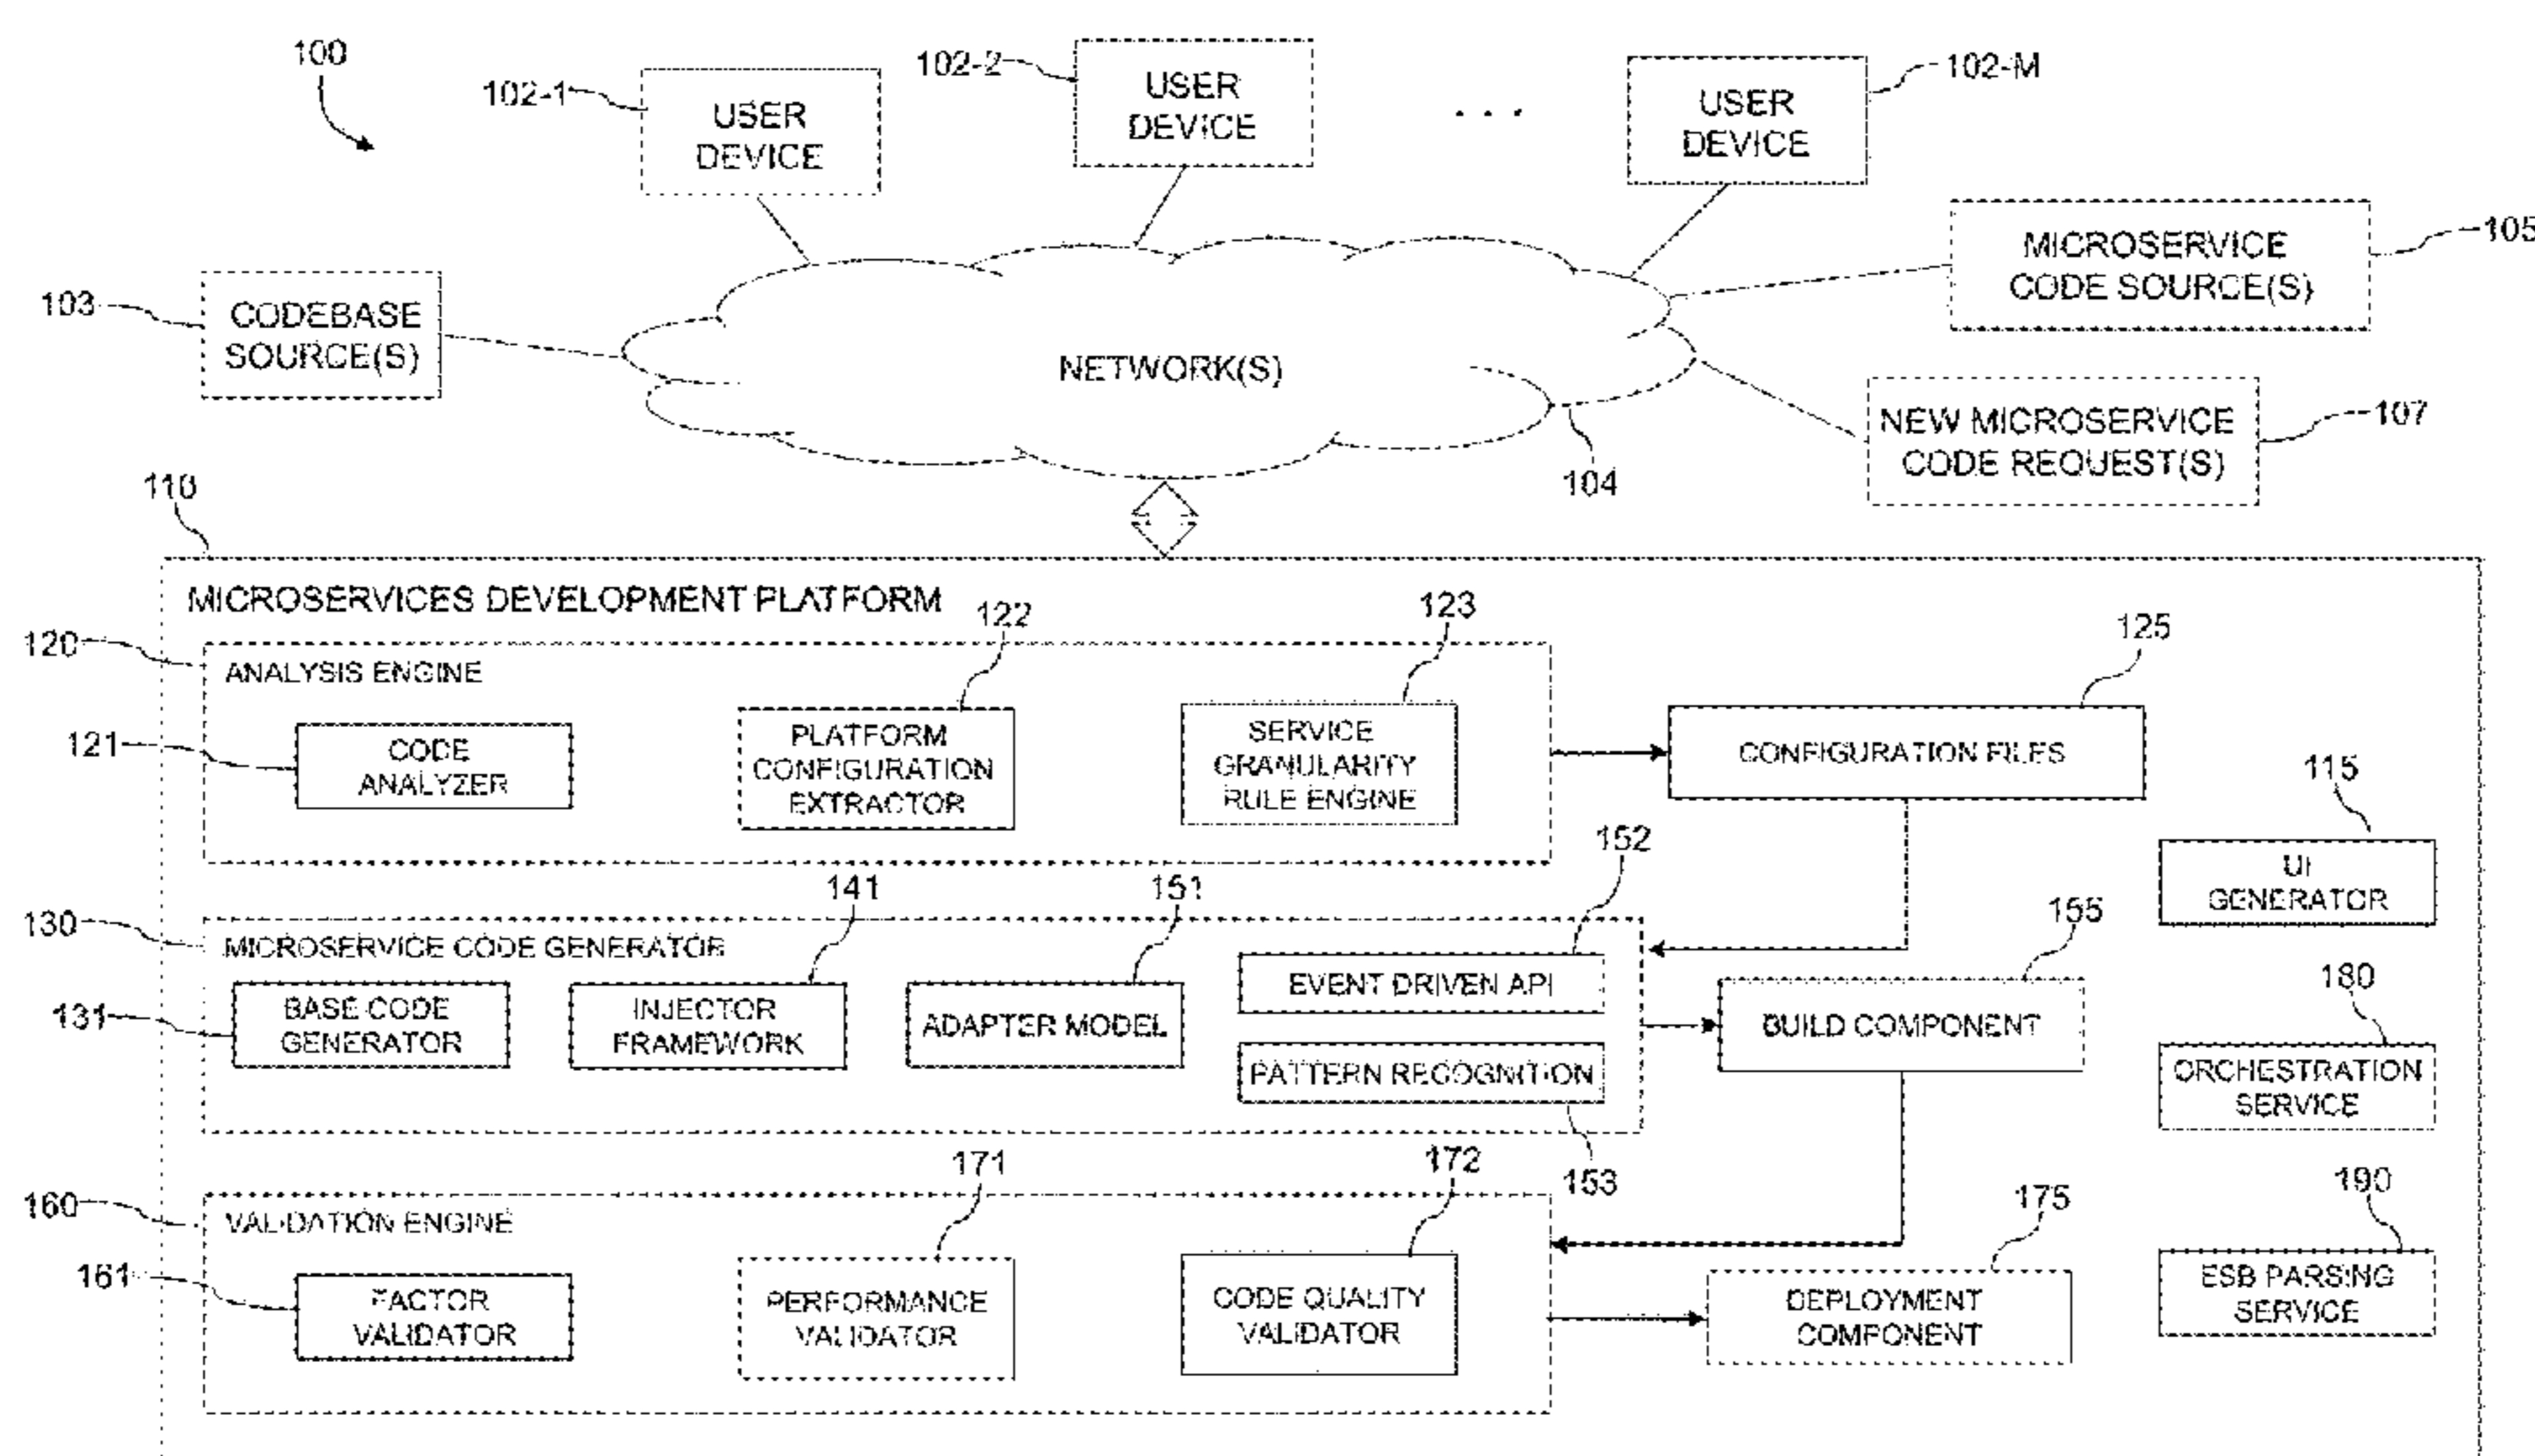 100
102-1
USER
DEVICE
102-2
USER
DEVICE
. . .
USER
DEVICE
102-M
103
CODEBASE
SOURCE(S)
NETWORK(S)
104
MICROSERVICE
CODE SOURCE(S)
105
NEW MICROSERVICE
CODE REQUEST(S)
107
110
MICROSERVICES DEVELOPMENT PLATFORM
120
ANALYSIS ENGINE
121
CODE
ANALYZER
122
PLATFORM
CONFIGURATION
EXTRACTOR
123
SERVICE
GRANULARITY
RULE ENGINE
125
CONFIGURATION FILES
115
UI
GENERATOR
130
MICROSERVICE CODE GENERATOR
131
BASE CODE
GENERATOR
141
INJECTOR
FRAMEWORK
151
ADAPTER MODEL
152
EVENT DRIVEN API
PATTERN RECOGNITION
153
155
BUILD COMPONENT
180
ORCHESTRATION
SERVICE
160
VALIDATION ENGINE
161
FACTOR
VALIDATOR
171
PERFORMANCE
VALIDATOR
172
CODE QUALITY
VALIDATOR
175
DEPLOYMENT
COMPONENT
190
ESB PARSING
SERVICE